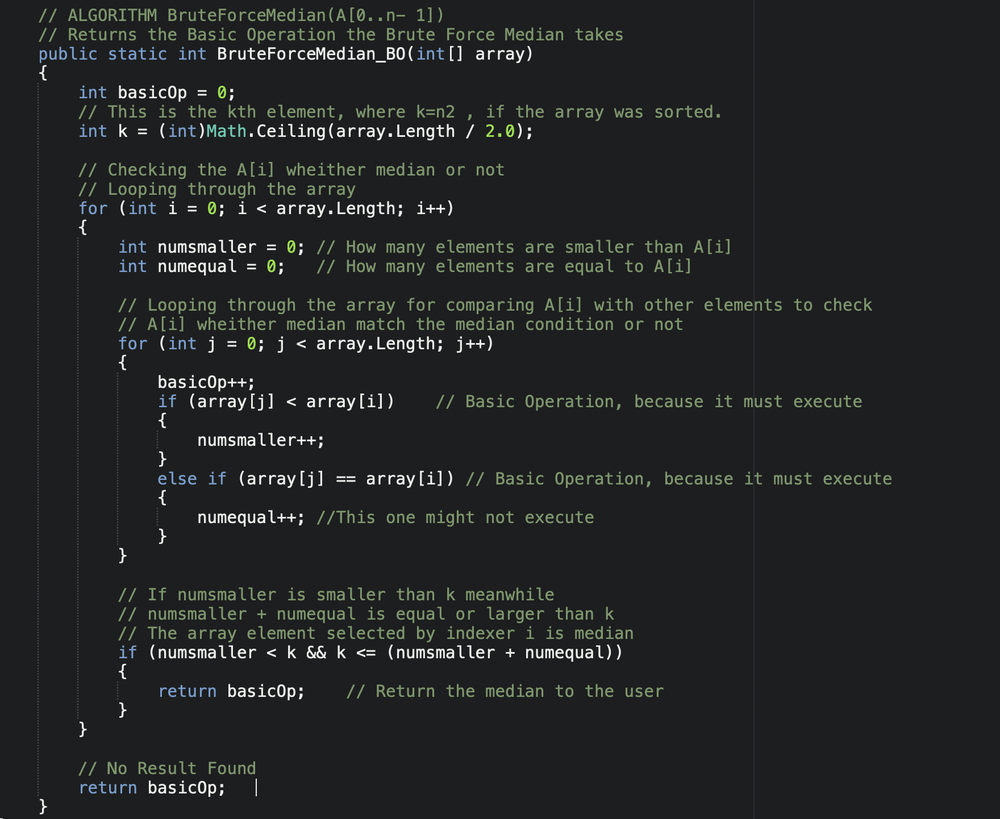 // ALGORITHM BruteForceMedian(A[0..n- 1])
// Returns the Basic Operation the Brute Force Median takes
public static int BruteForceMedian_BO(int[] array)
{
    int basicOp = 0;
    // This is the kth element, where k=n2 , if the array was sorted.
    int k = (int)Math.Ceiling(array.Length / 2.0);

    // Checking the A[i] wheither median or not
    // Looping through the array
    for (int i = 0; i < array.Length; i++)
    {
        int numsmaller = 0; // How many elements are smaller than A[i]
        int numequal = 0;   // How many elements are equal to A[i]

        // Looping through the array for comparing A[i] with other elements to check
        // A[i] wheither median match the median condition or not
        for (int j = 0; j < array.Length; j++)
        {
            basicOp++;
            if (array[j] < array[i])    // Basic Operation, because it must execute
            {
                numsmaller++;
            }
            else if (array[j] == array[i]) // Basic Operation, because it must execute
            {
                numequal++; //This one might not execute
            }
        }

        // If numsmaller is smaller than k meanwhile
        // numsmaller + numequal is equal or larger than k
        // The array element selected by indexer i is median
        if (numsmaller < k && k <= (numsmaller + numequal))
        {
            return basicOp;    // Return the median to the user
        }
    }

    // No Result Found
    return basicOp;
}